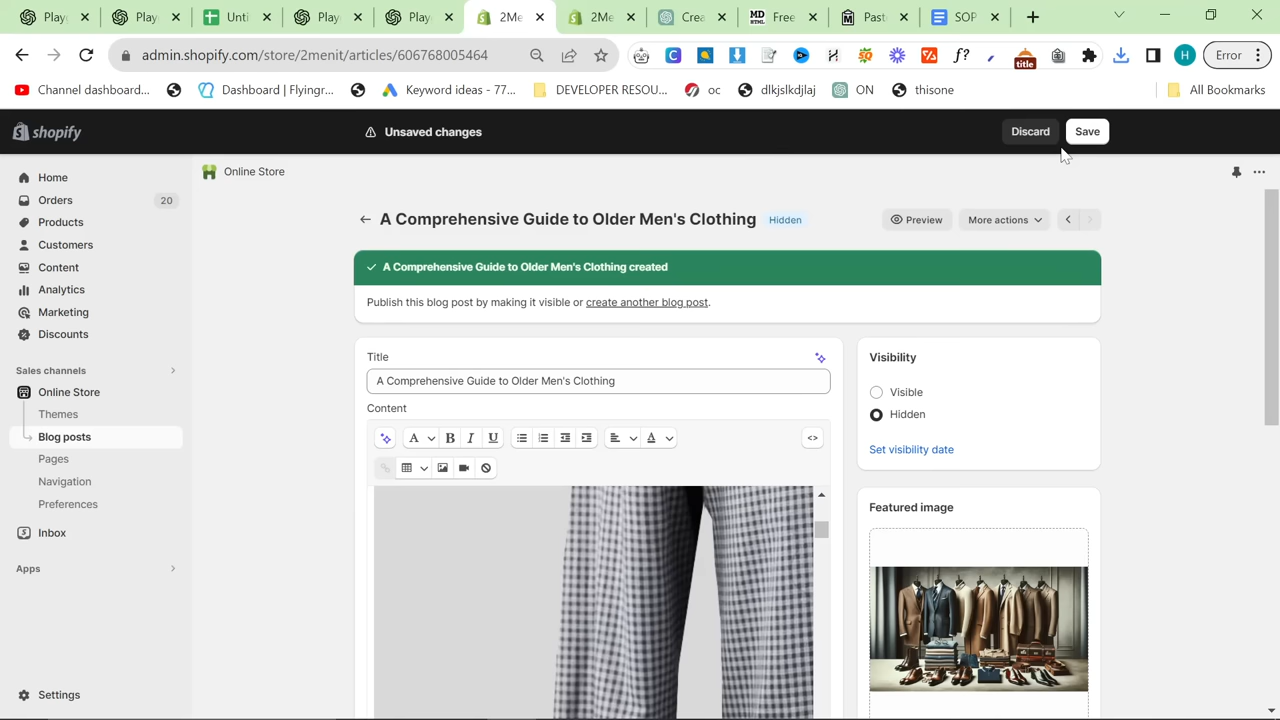 Play
Play
Unti
Play
Play
2Me
2Me
Crea
Free
Paste
SOP
admin.shopify.com/store/2menit/articles/606768005464
Error
Channel dashboard...
Dashboard | Flyingr...
Keyword ideas - 77...
DEVELOPER RESOU...
oc
dlkjslkdjlaj
ON
thisone
All Bookmarks
shopify
Unsaved changes
Discard
Save
Home
Orders 20
Products
Customers
Content
Analytics
Marketing
Discounts
Sales channels
Online Store
Themes
Blog posts
Pages
Navigation
Preferences
Inbox
Apps
Settings
Online Store
A Comprehensive Guide to Older Men's Clothing Hidden
Preview
More actions
A Comprehensive Guide to Older Men's Clothing created
Publish this blog post by making it visible or create another blog post.
Title
A Comprehensive Guide to Older Men's Clothing
Content
A
B
I
U
A
<>
Visibility
Visible
Hidden
Set visibility date
Featured image